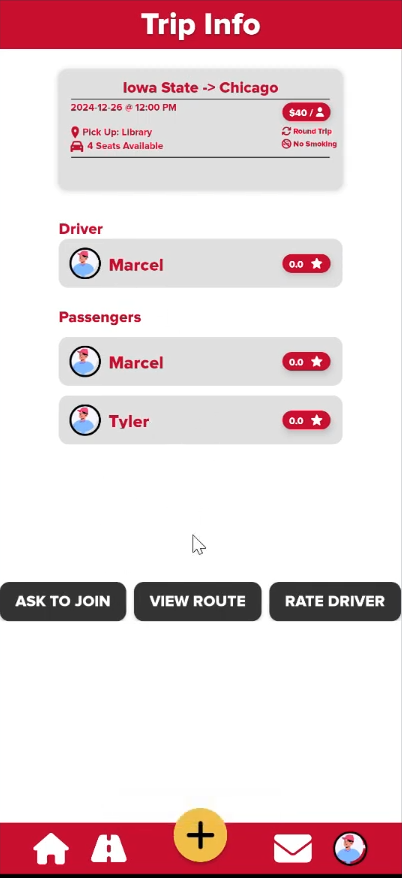 Trip Info
Iowa State -> Chicago
2024-12-26 @ 12:00 PM
$40 /
Pick Up: Library
Round Trip
4 Seats Available
No Smoking
Driver
Marcel
0.0
Passengers
Marcel
0.0
Tyler
0.0
ASK TO JOIN
VIEW ROUTE
RATE DRIVER